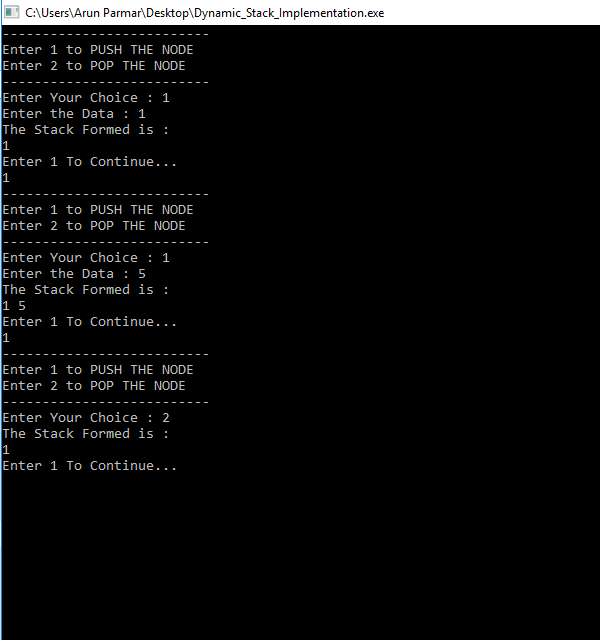 C:\Users\Arun Parmar\Desktop\Dynamic_Stack_Implementation.exe
--------------------------
Enter 1 to PUSH THE NODE
Enter 2 to POP THE NODE
--------------------------
Enter Your Choice : 1
Enter the Data : 1
The Stack Formed is :
1
Enter 1 To Continue...
1
--------------------------
Enter 1 to PUSH THE NODE
Enter 2 to POP THE NODE
--------------------------
Enter Your Choice : 1
Enter the Data : 5
The Stack Formed is :
1 5
Enter 1 To Continue...
1
--------------------------
Enter 1 to PUSH THE NODE
Enter 2 to POP THE NODE
--------------------------
Enter Your Choice : 2
The Stack Formed is :
1
Enter 1 To Continue...